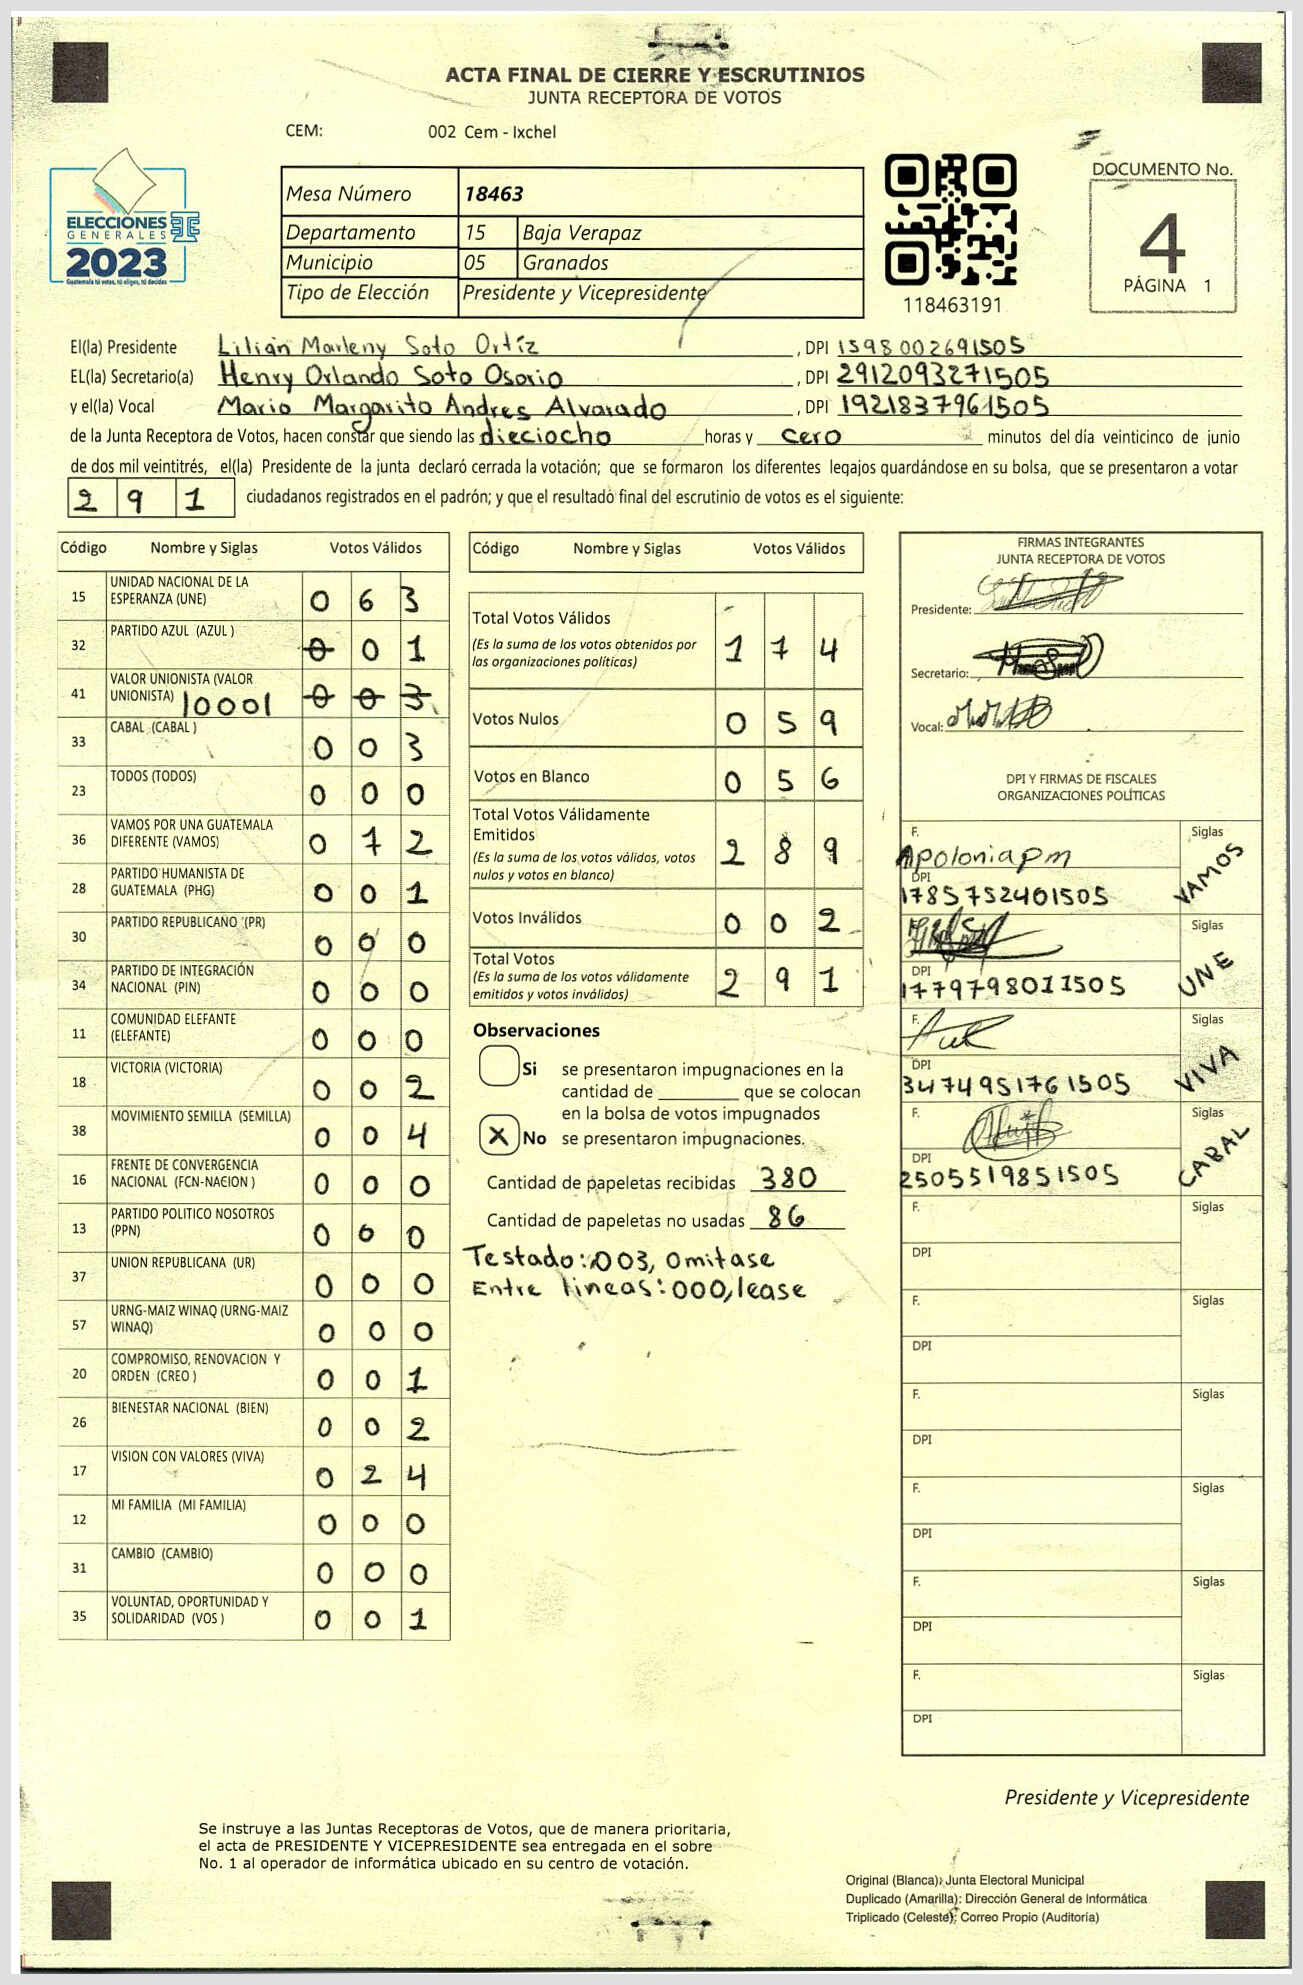 ACTA FINAL DE CIERRE Y ESCRUTINIOS
JUNTA RECEPTORA DE VOTOS
CEM: 002 Cem - Ixchel
ELECCIONES
GENERALES
2023
Guatemala tú votas, tú eliges, tú decides
Mesa Número 18463
Departamento 15 Baja Verapaz
Municipio 05 Granados
Tipo de Elección Presidente y Vicepresidente
118463191
DOCUMENTO No.
4
PÁGINA 1
El(la) Presidente Lilian Marleny Soto Ortíz , DPI 1598002691505
EL(la) Secretario(a) Henry Orlando Soto Osorio , DPI 2912093271505
y el(la) Vocal Mario Margarito Andres Alvarado , DPI 1921837961505
de la Junta Receptora de Votos, hacen constar que siendo las dieciocho horas y cero minutos del día veinticinco de junio
de dos mil veintitrés, el(la) Presidente de la junta declaró cerrada la votación; que se formaron los diferentes legajos guardándose en su bolsa, que se presentaron a votar
2 9 1 ciudadanos registrados en el padrón; y que el resultado final del escrutinio de votos es el siguiente:
Código Nombre y Siglas Votos Válidos
15 UNIDAD NACIONAL DE LA ESPERANZA (UNE) 0 6 3
32 PARTIDO AZUL (AZUL ) 0 0 1
41 VALOR UNIONISTA (VALOR UNIONISTA) 10001 0 0 3
33 CABAL (CABAL ) 0 0 3
23 TODOS (TODOS) 0 0 0
36 VAMOS POR UNA GUATEMALA DIFERENTE (VAMOS) 0 7 2
28 PARTIDO HUMANISTA DE GUATEMALA (PHG) 0 0 1
30 PARTIDO REPUBLICANO (PR) 0 0 0
34 PARTIDO DE INTEGRACIÓN NACIONAL (PIN) 0 0 0
11 COMUNIDAD ELEFANTE (ELEFANTE) 0 0 0
18 VICTORIA (VICTORIA) 0 0 2
38 MOVIMIENTO SEMILLA (SEMILLA) 0 0 4
16 FRENTE DE CONVERGENCIA NACIONAL (FCN-NACION ) 0 0 0
13 PARTIDO POLITICO NOSOTROS (PPN) 0 0 0
37 UNION REPUBLICANA (UR) 0 0 0
57 URNG-MAIZ WINAQ (URNG-MAIZ WINAQ) 0 0 0
20 COMPROMISO, RENOVACION Y ORDEN (CREO ) 0 0 1
26 BIENESTAR NACIONAL (BIEN) 0 0 2
17 VISION CON VALORES (VIVA) 0 2 4
12 MI FAMILIA (MI FAMILIA) 0 0 0
31 CAMBIO (CAMBIO) 0 0 0
35 VOLUNTAD, OPORTUNIDAD Y SOLIDARIDAD (VOS ) 0 0 1
Código Nombre y Siglas Votos Válidos
Total Votos Válidos 1 7 4
(Es la suma de los votos obtenidos por
las organizaciones políticas)
Votos Nulos 0 5 9
Votos en Blanco 0 5 6
Total Votos Válidamente
Emitidos 2 8 9
(Es la suma de los votos válidos, votos
nulos y votos en blanco)
Votos Inválidos 0 0 2
Total Votos 2 9 1
(Es la suma de los votos válidamente
emitidos y votos inválidos)
Observaciones
Si se presentaron impugnaciones en la
cantidad de ________ que se colocan
en la bolsa de votos impugnados
X No se presentaron impugnaciones.
Cantidad de papeletas recibidas 380
Cantidad de papeletas no usadas 86
Testado: 003, Omitase
Entre lineas: 000, lease
FIRMAS INTEGRANTES
JUNTA RECEPTORA DE VOTOS
Presidente:
Secretario:
Vocal:
DPI Y FIRMAS DE FISCALES
ORGANIZACIONES POLÍTICAS
F. Apolonia pm Siglas VAMOS
DPI 1785752401505
F. Siglas UNE
DPI 1779798011505
F. Siglas VIVA
DPI 3474951761505
F. Siglas CABAL
DPI 2505519851505
F. Siglas
DPI
F. Siglas
DPI
F. Siglas
DPI
F. Siglas
DPI
F. Siglas
DPI
F. Siglas
DPI
Presidente y Vicepresidente
Se instruye a las Juntas Receptoras de Votos, que de manera prioritaria,
el acta de PRESIDENTE Y VICEPRESIDENTE sea entregada en el sobre
No. 1 al operador de informática ubicado en su centro de votación.
Original (Blanca): Junta Electoral Municipal
Duplicado (Amarilla): Dirección General de Informática
Triplicado (Celeste): Correo Propio (Auditoría)